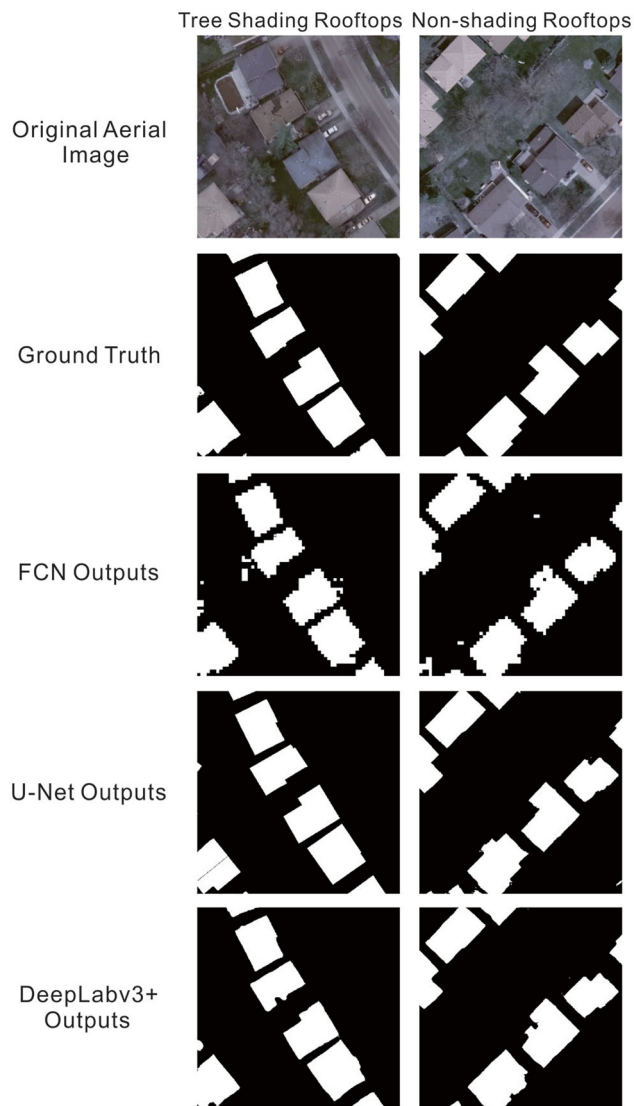 Tree Shading Rooftops Non-shading Rooftops
Original Aerial
Image
Ground Truth
FCN Outputs
U-Net Outputs
DeepLabv3+
Outputs